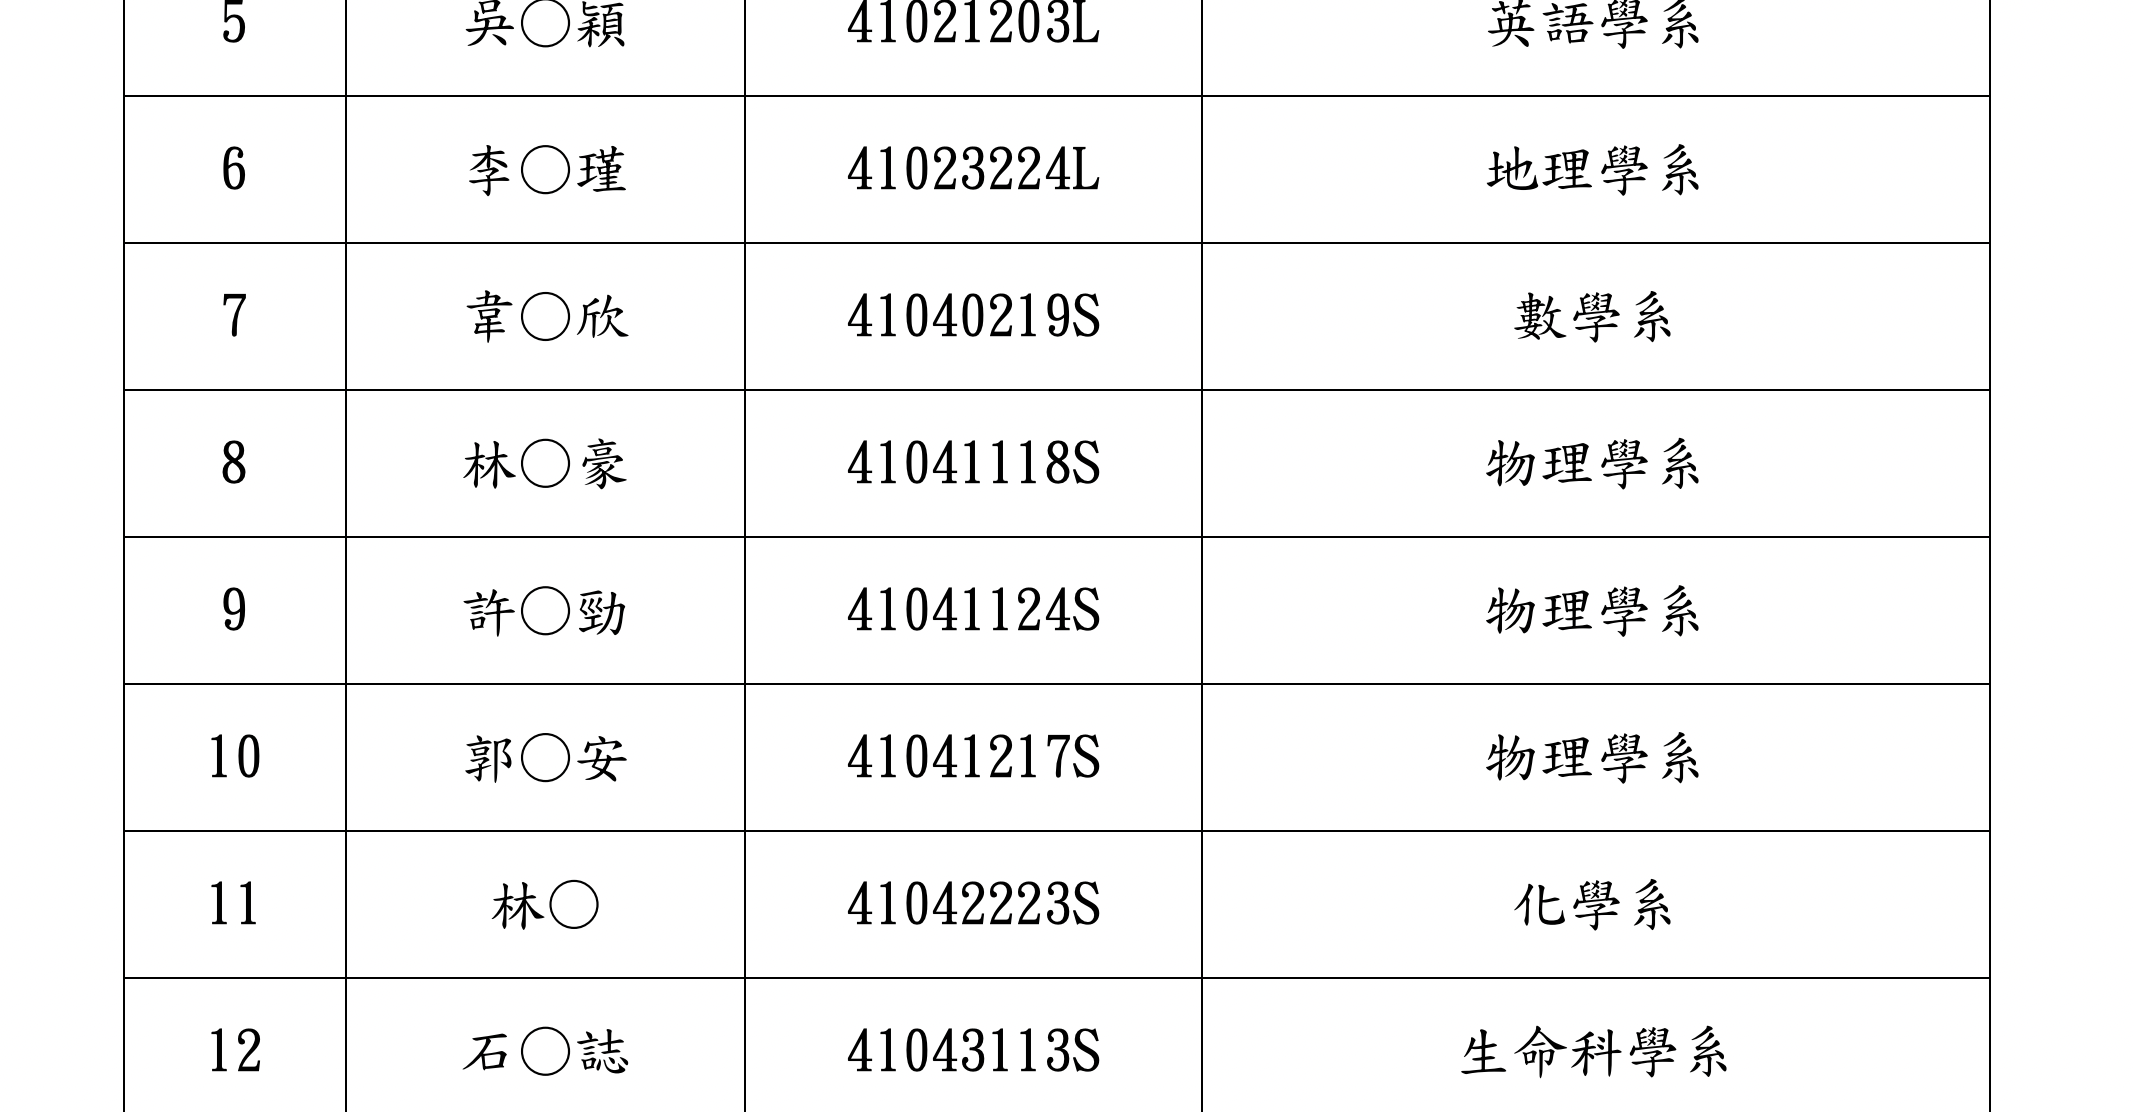 5 吳◯穎 41021203L 英語學系
6 李◯瑾 41023224L 地理學系
7 韋◯欣 41040219S 數學系
8 林◯豪 41041118S 物理學系
9 許◯勁 41041124S 物理學系
10 郭◯安 41041217S 物理學系
11 林◯ 41042223S 化學系
12 石◯誌 41043113S 生命科學系